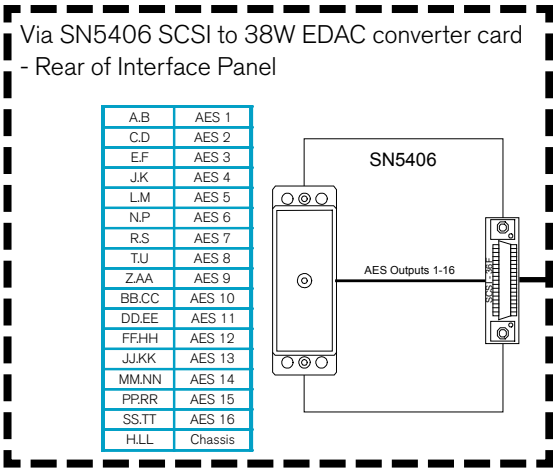 Via SN5406 SCSI to 38W EDAC converter card
- Rear of Interface Panel
A.B AES 1
C.D AES 2
E.F AES 3
J.K AES 4
L.M AES 5
N.P AES 6
R.S AES 7
T.U AES 8
Z.AA AES 9
BB.CC AES 10
DD.EE AES 11
FF.HH AES 12
JJ.KK AES 13
MM.NN AES 14
PP.RR AES 15
SS.TT AES 16
H.LL Chassis
SN5406
AES Outputs 1-16
SCSI - 36F